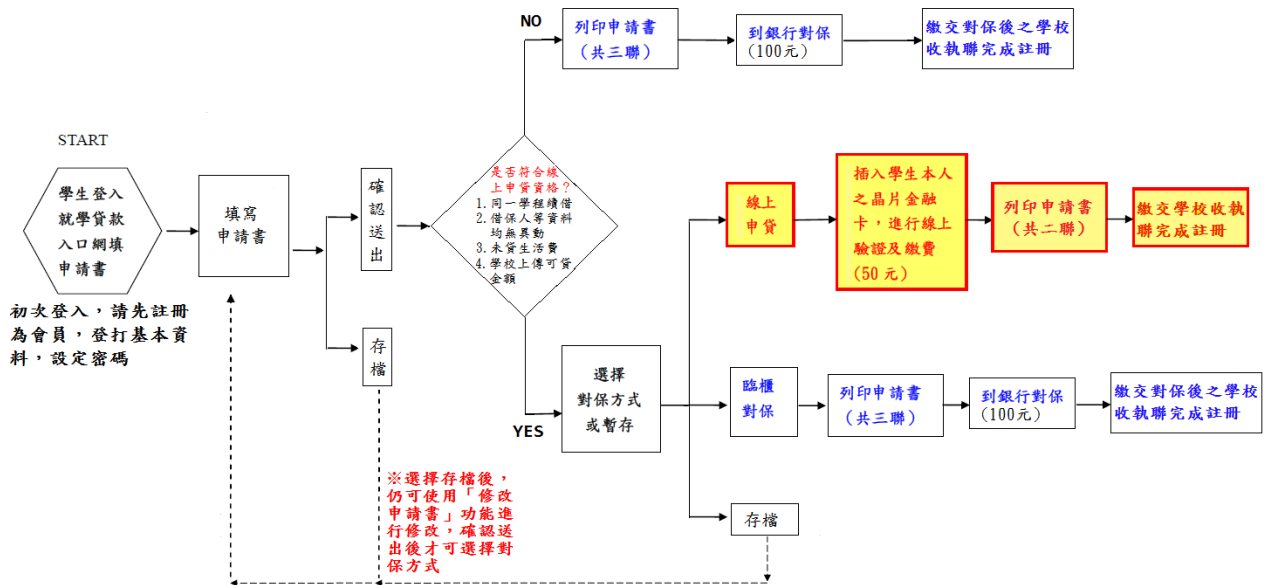 START
學生登入
就學貸款
入口網填
申請書
初次登入，請先註冊
為會員，登打基本資
料，設定密碼
填寫
申請書
確認送出
存檔
※選擇存檔後，
仍可使用「修改
申請書」功能進
行修改，確認送
出後才可選擇對
保方式
是否符合線
上申貸資格？
1. 同一學程續借
2. 借保人等資料
均無異動
3. 未貸生活費
4. 學校上傳可貸
金額
NO
列印申請書
(共三聯)
到銀行對保
(100元)
繳交對保後之學校
收執聯完成註冊
YES
選擇
對保方式
或暫存
線上
申貸
插入學生本人
之晶片金融
卡，進行線上
驗證及繳費
(50元)
列印申請書
(共二聯)
繳交學校收執
聯完成註冊
臨櫃
對保
列印申請書
(共三聯)
到銀行對保
(100元)
繳交對保後之學校
收執聯完成註冊
存檔